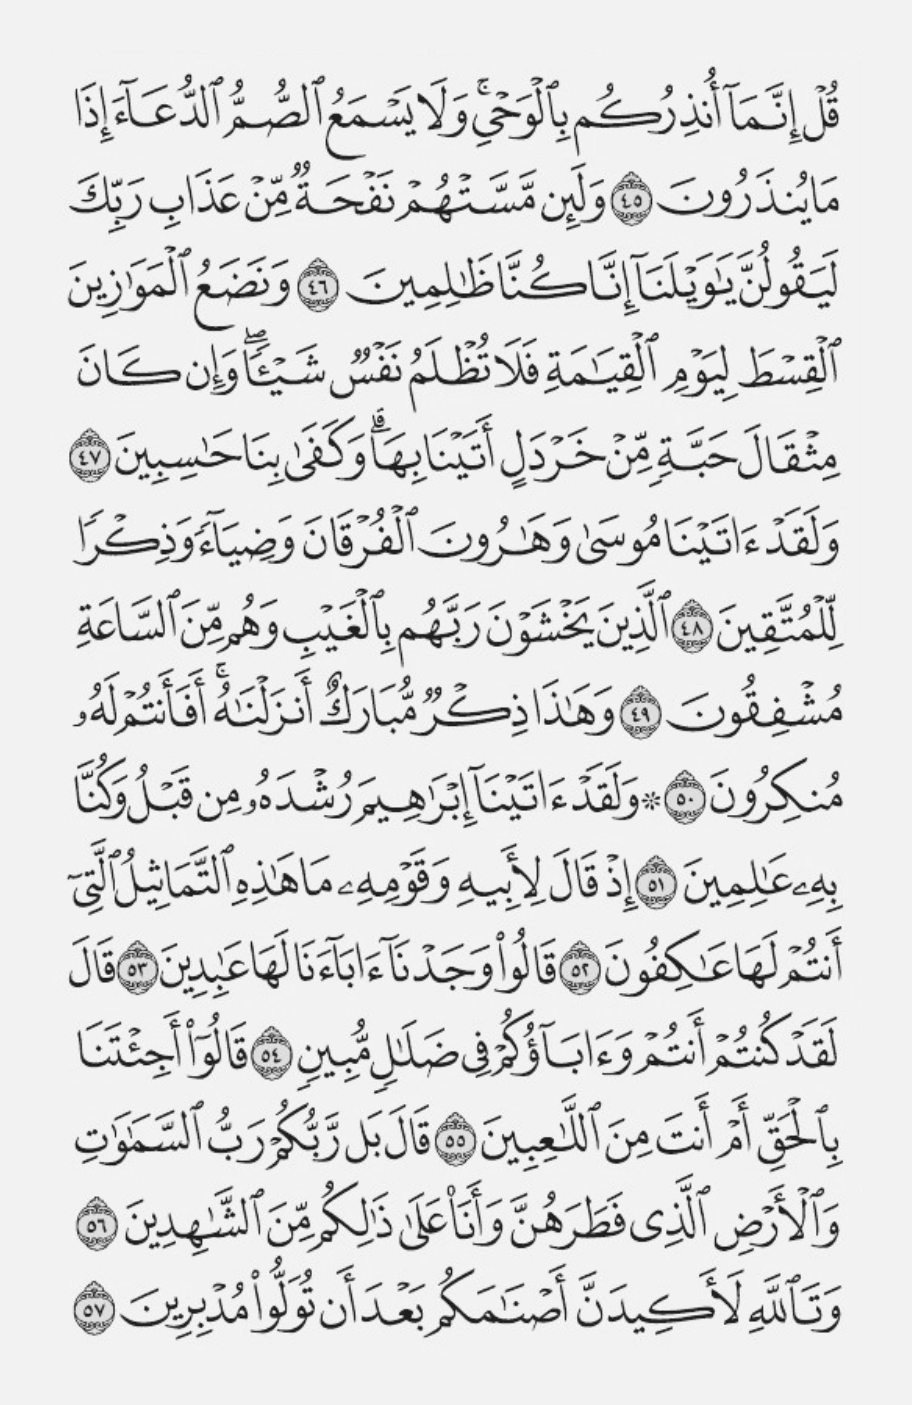 قُلۡ إِنَّمَآ أُنذِرُكُم بِٱلۡوَحۡيِۚ وَلَا يَسۡمَعُ ٱلصُّمُّ ٱلدُّعَآءَ إِذَا
مَا يُنذَرُونَ ٤٥ وَلَئِن مَّسَّتۡهُمۡ نَفۡحَةٞ مِّنۡ عَذَابِ رَبِّكَ
لَيَقُولُنَّ يَٰوَيۡلَنَآ إِنَّا كُنَّا ظَٰلِمِينَ ٤٦ وَنَضَعُ ٱلۡمَوَٰزِينَ
ٱلۡقِسۡطَ لِيَوۡمِ ٱلۡقِيَٰمَةِ فَلَا تُظۡلَمُ نَفۡسٞ شَيۡـٔٗاۖ وَإِن كَانَ
مِثۡقَالَ حَبَّةٖ مِّنۡ خَرۡدَلٍ أَتَيۡنَا بِهَاۗ وَكَفَىٰ بِنَا حَٰسِبِينَ ٤٧
وَلَقَدۡ ءَاتَيۡنَا مُوسَىٰ وَهَٰرُونَ ٱلۡفُرۡقَانَ وَضِيَآءٗ وَذِكۡرٗا
لِّلۡمُتَّقِينَ ٤٨ ٱلَّذِينَ يَخۡشَوۡنَ رَبَّهُم بِٱلۡغَيۡبِ وَهُم مِّنَ ٱلسَّاعَةِ
مُشۡفِقُونَ ٤٩ وَهَٰذَا ذِكۡرٞ مُّبَارَكٌ أَنزَلۡنَٰهُۚ أَفَأَنتُمۡ لَهُۥ
مُنكِرُونَ ٥٠ ۞ وَلَقَدۡ ءَاتَيۡنَآ إِبۡرَٰهِيمَ رُشۡدَهُۥ مِن قَبۡلُ وَكُنَّا
بِهِۦ عَٰلِمِينَ ٥١ إِذۡ قَالَ لِأَبِيهِ وَقَوۡمِهِۦ مَا هَٰذِهِ ٱلتَّمَاثِيلُ ٱلَّتِيٓ
أَنتُمۡ لَهَا عَٰكِفُونَ ٥٢ قَالُواْ وَجَدۡنَآ ءَابَآءَنَا لَهَا عَٰبِدِينَ ٥٣ قَالَ
لَقَدۡ كُنتُمۡ أَنتُمۡ وَءَابَآؤُكُمۡ فِي ضَلَٰلٖ مُّبِينٖ ٥٤ قَالُوٓاْ أَجِئۡتَنَا
بِٱلۡحَقِّ أَمۡ أَنتَ مِنَ ٱللَّٰعِبِينَ ٥٥ قَالَ بَل رَّبُّكُمۡ رَبُّ ٱلسَّمَٰوَٰتِ
وَٱلۡأَرۡضِ ٱلَّذِي فَطَرَهُنَّ وَأَنَا۠ عَلَىٰ ذَٰلِكُم مِّنَ ٱلشَّٰهِدِينَ ٥٦
وَتَٱللَّهِ لَأَكِيدَنَّ أَصۡنَٰمَكُم بَعۡدَ أَن تُوَلُّواْ مُدۡبِرِينَ ٥٧